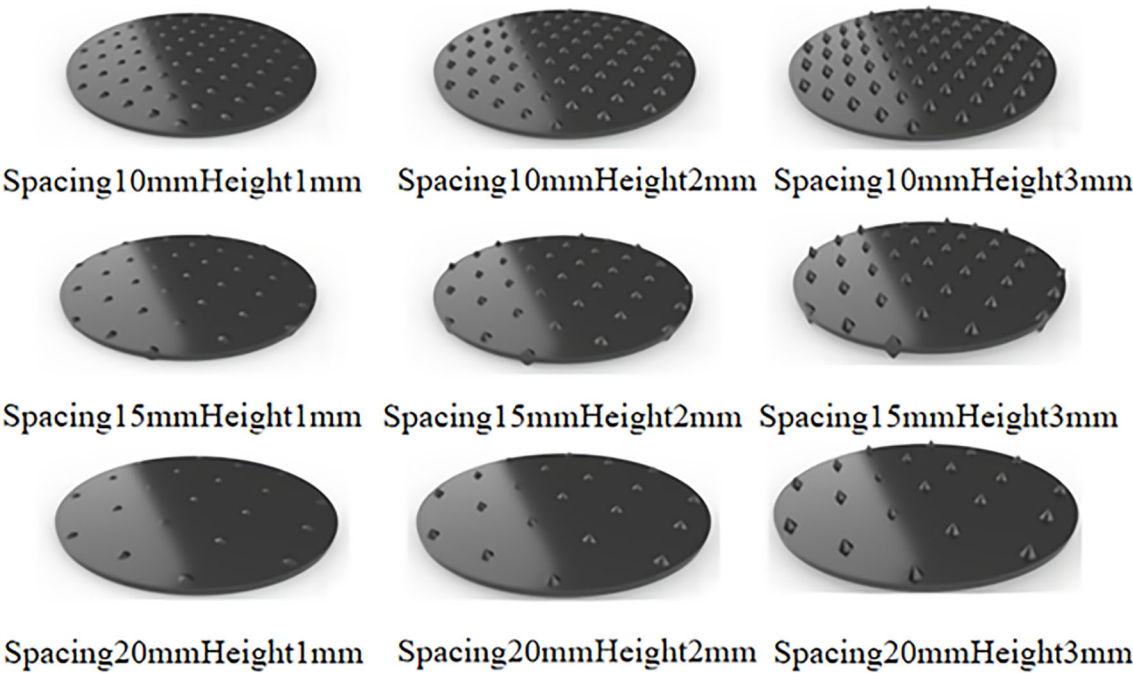 Spacing10mmHeight1mm
Spacing10mmHeight2mm
Spacing10mmHeight3mm
Spacing15mmHeight1mm
Spacing15mmHeight2mm
Spacing15mmHeight3mm
Spacing20mmHeight1mm
Spacing20mmHeight2mm
Spacing20mmHeight3mm